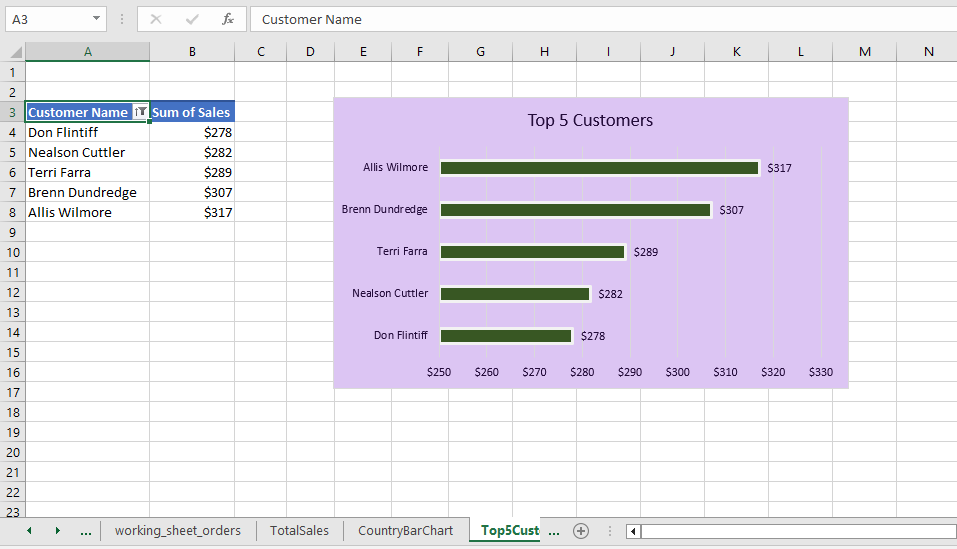 A3 fx Customer Name
A B C D E F G H I J K L M N
1
2
3 Customer Name Sum of Sales
4 Don Flintiff $278
5 Nealson Cuttler $282
6 Terri Farra $289
7 Brenn Dundredge $307
8 Allis Wilmore $317
9
10
11
12
13
14
15
16
17
18
19
20
21
22
23
Top 5 Customers
Allis Wilmore $317
Brenn Dundredge $307
Terri Farra $289
Nealson Cuttler $282
Don Flintiff $278
$250 $260 $270 $280 $290 $300 $310 $320 $330
... working_sheet_orders TotalSales CountryBarChart Top5Cust ...